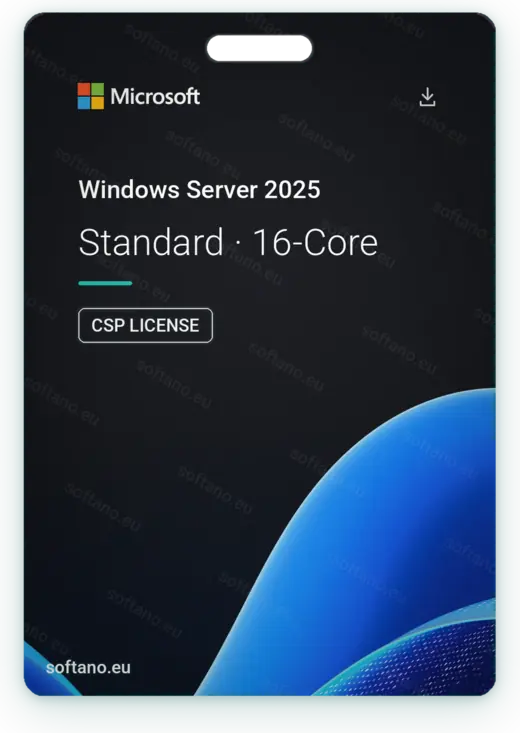 Microsoft
Windows Server 2025
Standard · 16-Core
CSP LICENSE
softano.eu